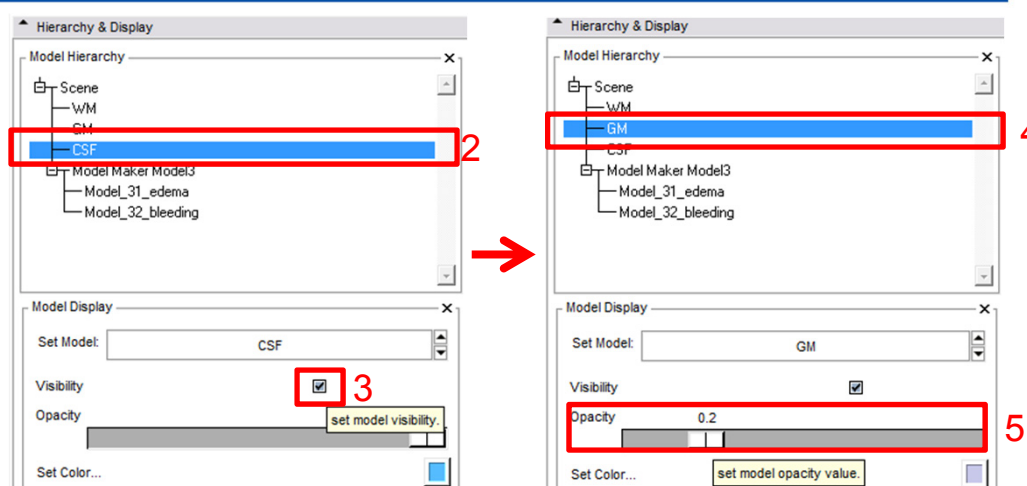 Hierarchy & Display
Model Hierarchy
Scene
WM
GM
CSF
2
Model Maker Model3
Model_31_edema
Model_32_bleeding
Model Display
Set Model:
CSF
Visibility
3
Opacity
set model visibility.
Set Color...
Hierarchy & Display
Model Hierarchy
Scene
WM
GM
4
CSF
Model Maker Model3
Model_31_edema
Model_32_bleeding
Model Display
Set Model:
GM
Visibility
Opacity 0.2
5
Set Color...
set model opacity value.